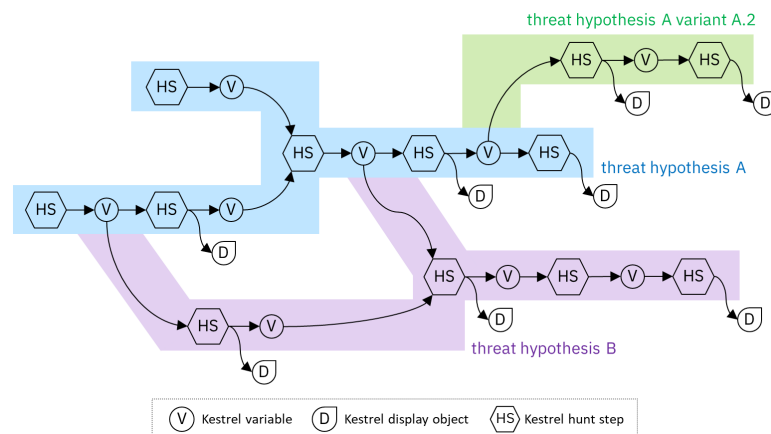 threat hypothesis A variant A.2
HS V HS
HS V D D
HS V HS V HS
threat hypothesis A
D D
HS V HS V
D
HS V HS V HS
HS V D D
threat hypothesis B
D
V Kestrel variable D Kestrel display object HS Kestrel hunt step